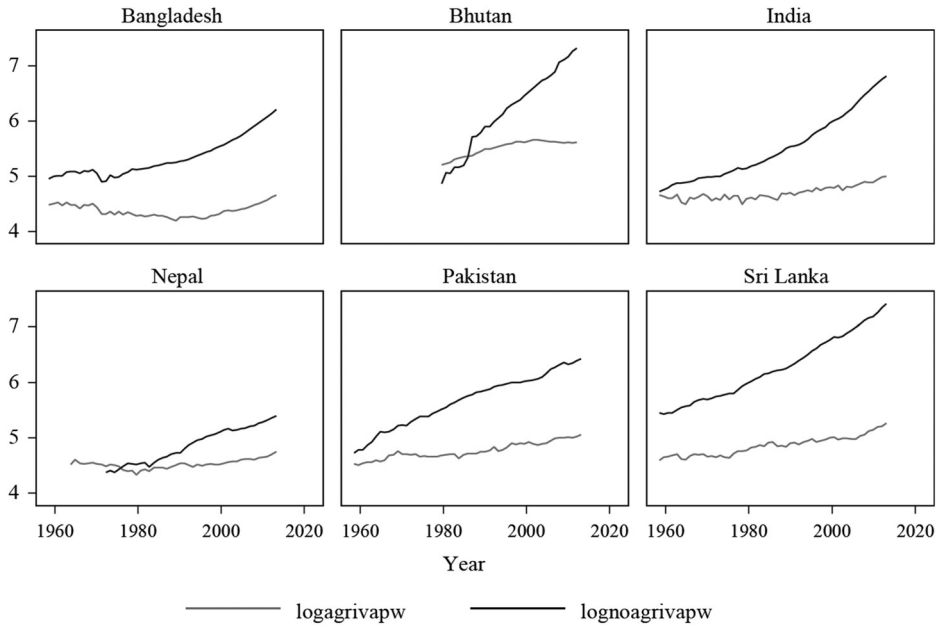 Bangladesh Bhutan India
7
6
5
4
Nepal Pakistan Sri Lanka
7
6
5
4
1960 1980 2000 2020 1960 1980 2000 2020 1960 1980 2000 2020
Year
logagrivapw lognoagrivapw